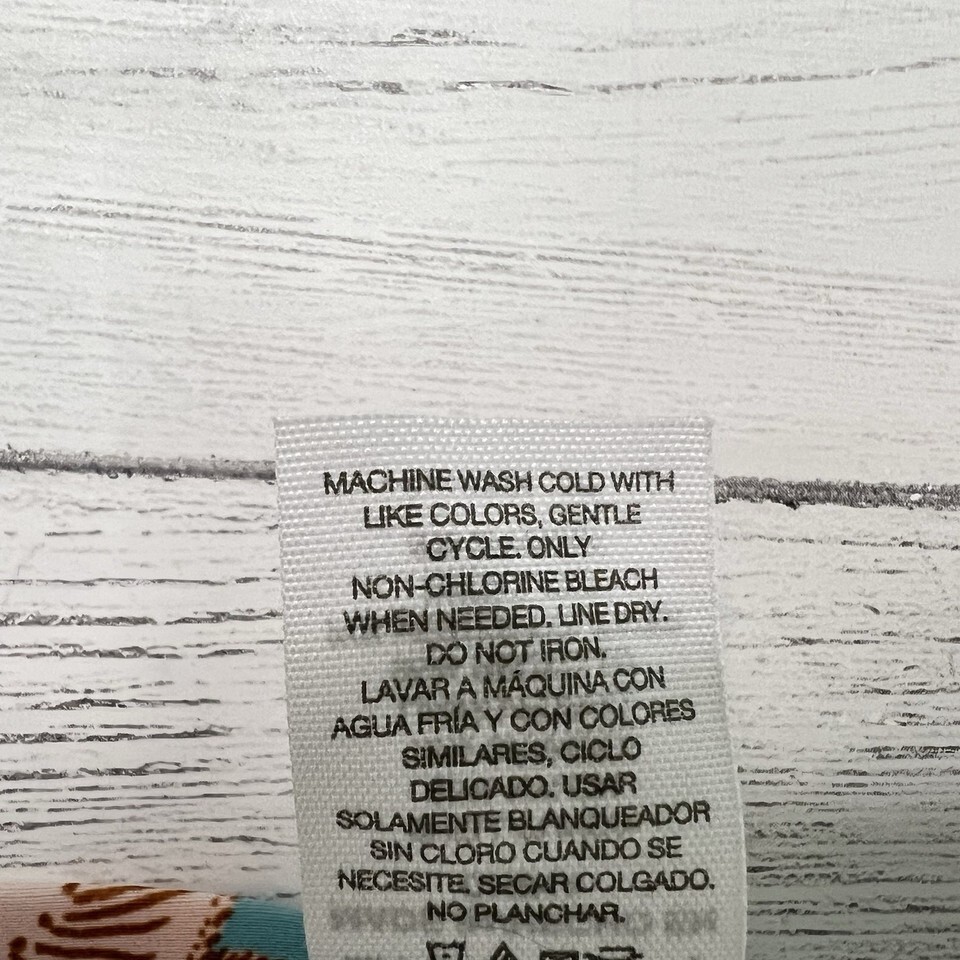 MACHINE WASH COLD WITH
LIKE COLORS, GENTLE
CYCLE. ONLY
NON-CHLORINE BLEACH
WHEN NEEDED. LINE DRY.
DO NOT IRON.
LAVAR A MÁQUINA CON
AGUA FRÍA Y CON COLORES
SIMILARES, CICLO
DELICADO. USAR
SOLAMENTE BLANQUEADOR
SIN CLORO CUANDO SE
NECESITE. SECAR COLGADO.
NO PLANCHAR.